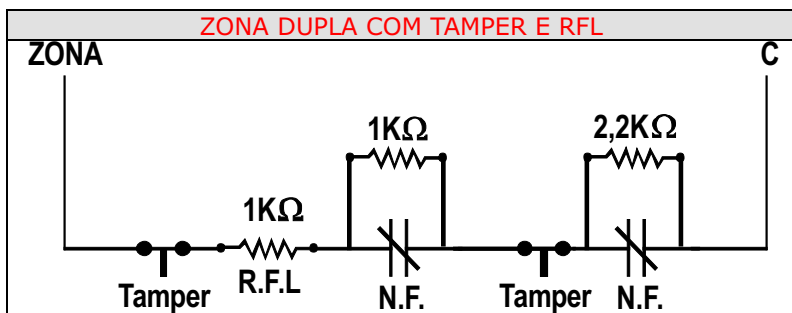 ZONA DUPLA COM TAMPER E RFL
ZONA C
1KΩ 2,2KΩ
1KΩ
R.F.L
Tamper N.F. Tamper N.F.